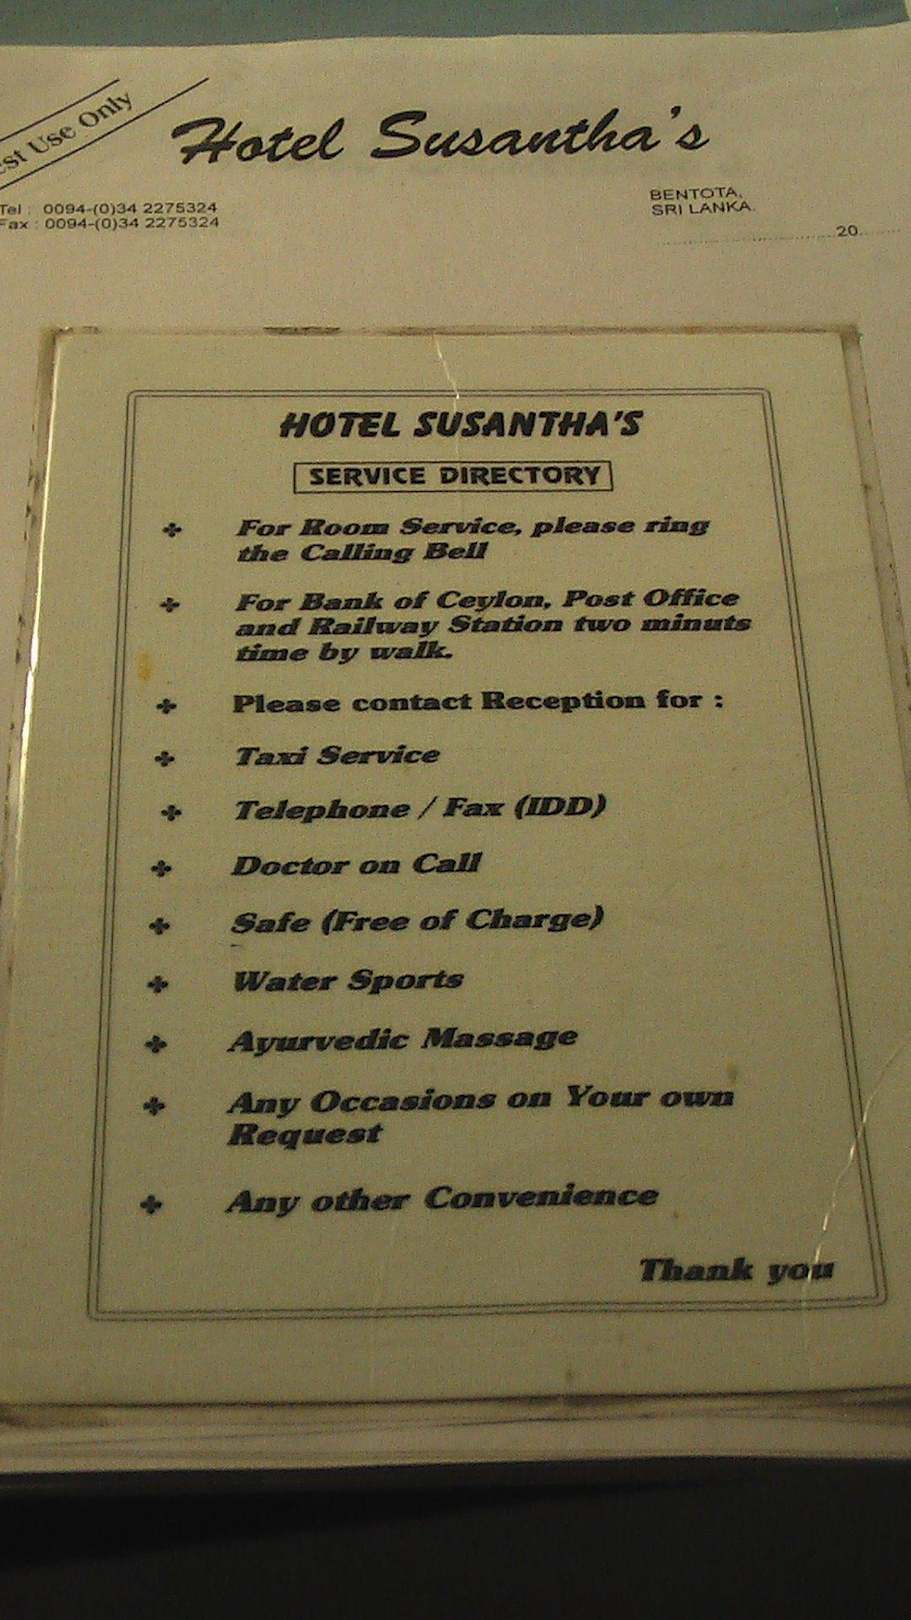 Use Only
Hotel Susantha's
Tel : 0094-(0)34 2275324
Fax : 0094-(0)34 2275324
BENTOTA,
SRI LANKA.
........................................20.........
HOTEL SUSANTHA'S
SERVICE DIRECTORY
For Room Service, please ring
the Calling Bell
For Bank of Ceylon, Post Office
and Railway Station two minuts
time by walk.
Please contact Reception for :
Taxi Service
Telephone / Fax (IDD)
Doctor on Call
Safe (Free of Charge)
Water Sports
Ayurvedic Massage
Any Occasions on Your own
Request
Any other Convenience
Thank you